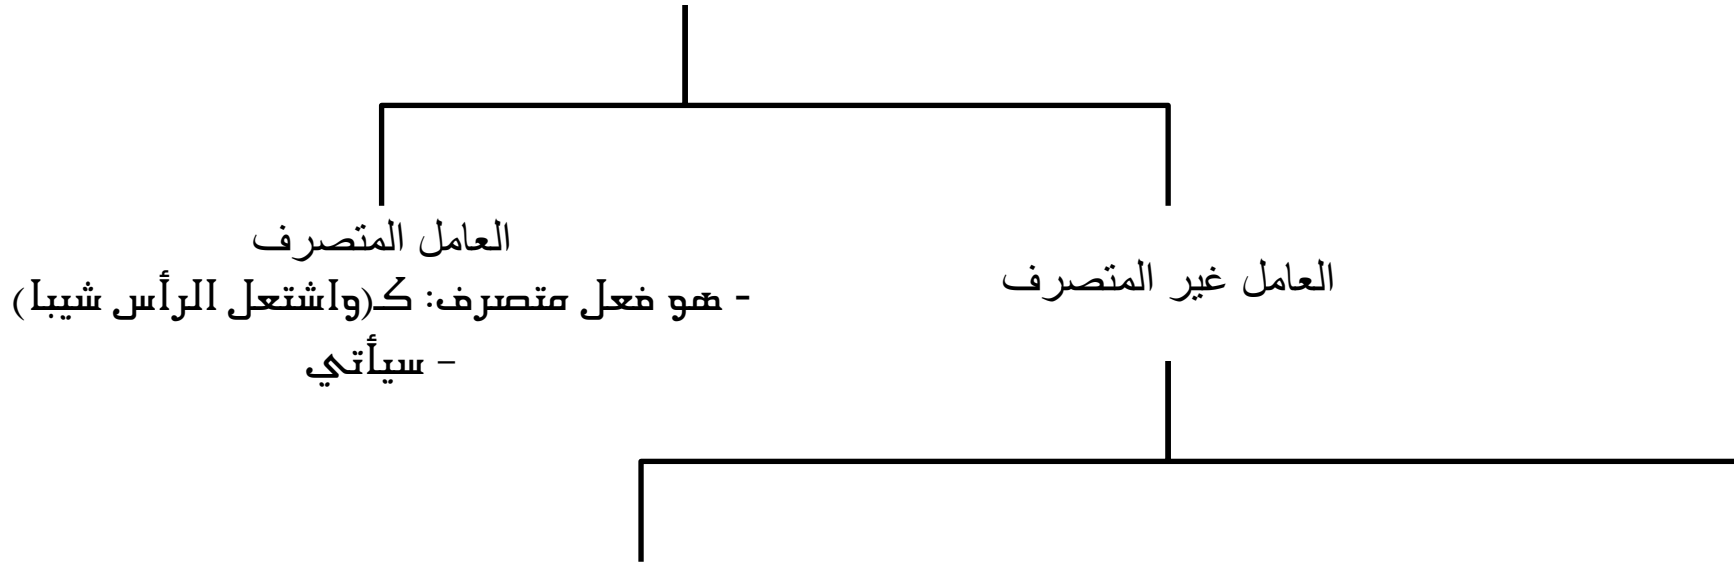 العامل غير المتصرف
العامل المتصرف
- هو فعل متصرف: كـ(واشتعل الرأس شيبا)
- سيأتي